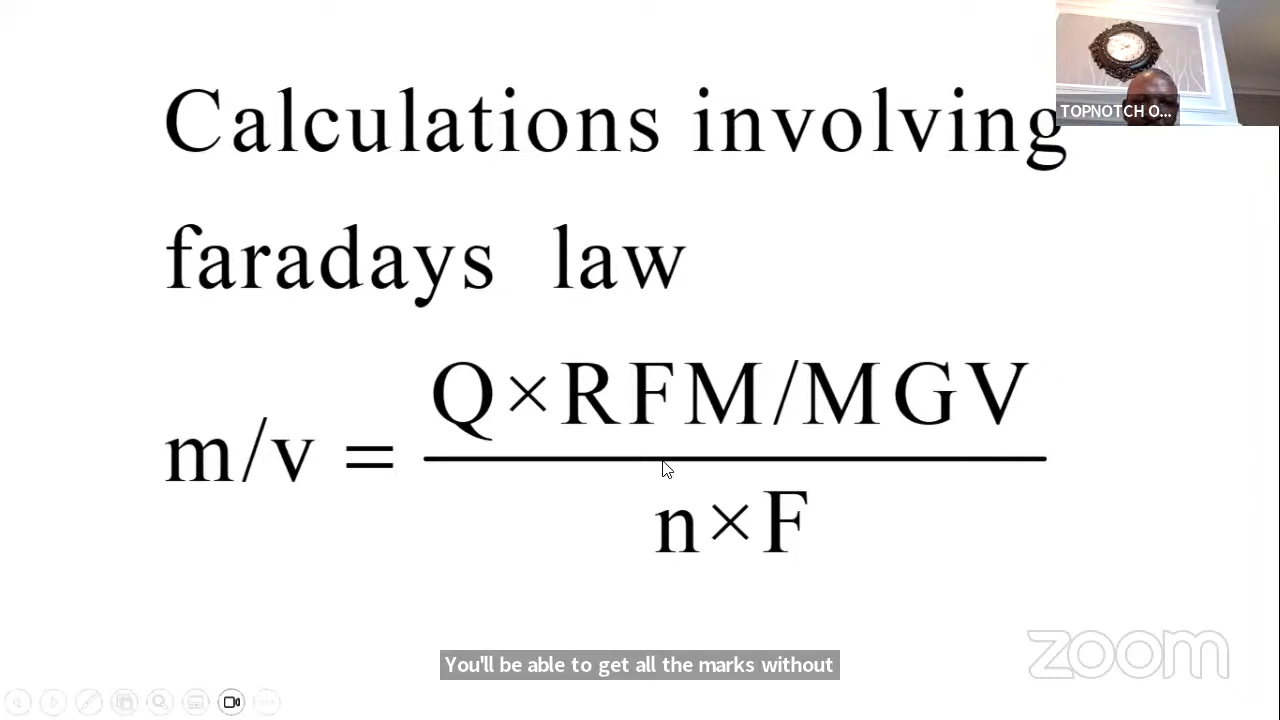 Calculations involving
faradays law
m/v = Q×RFM/MGV
n×F
TOPNOTCH O...
You'll be able to get all the marks without
zoom